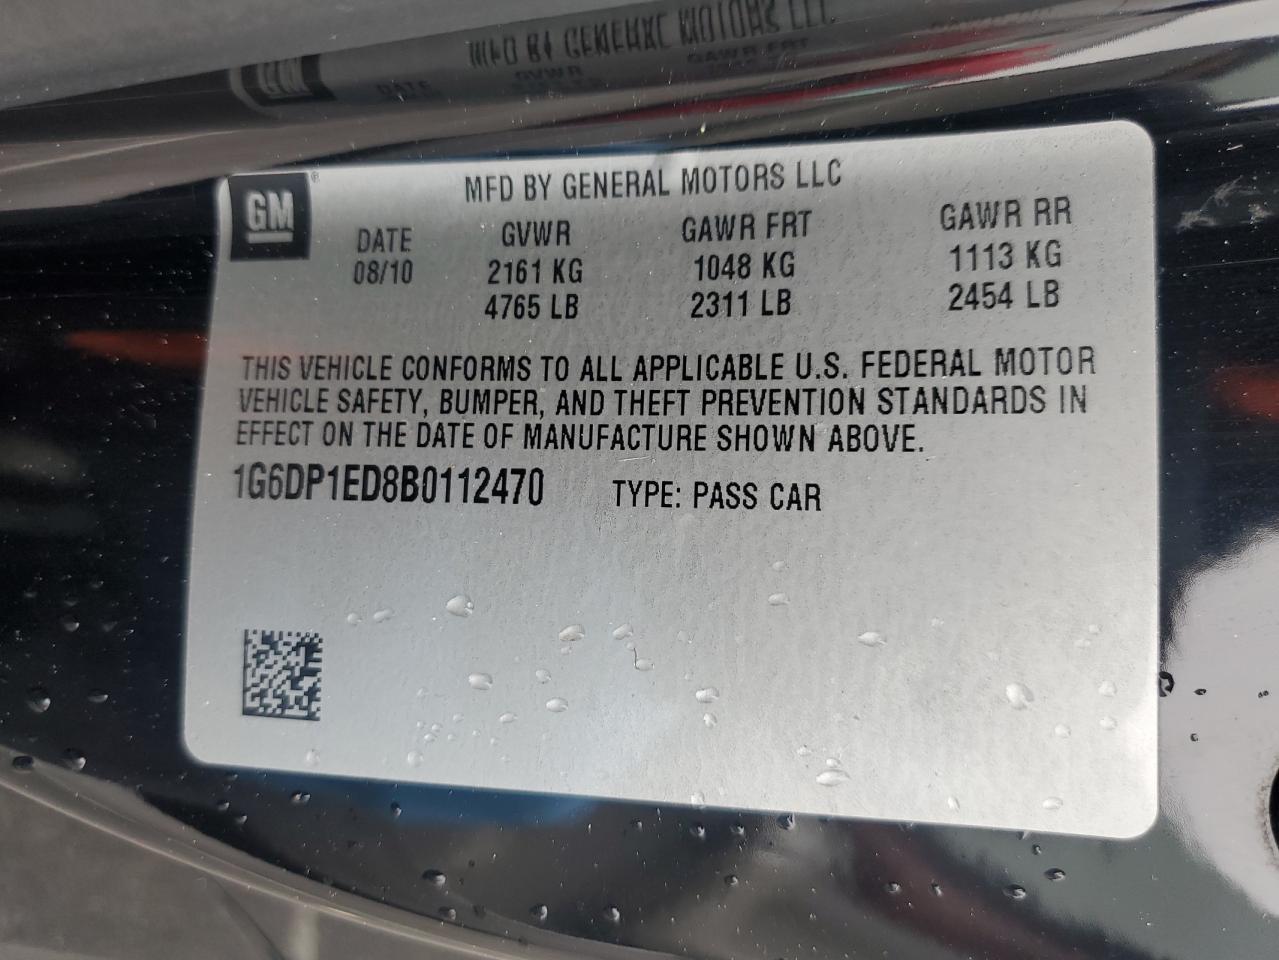 MFD BY GENERAL MOTORS LLC
GM
DATE GVWR GAWR FRT GAWR RR
08/10 2161 KG 1048 KG 1113 KG
4765 LB 2311 LB 2454 LB
THIS VEHICLE CONFORMS TO ALL APPLICABLE U.S. FEDERAL MOTOR
VEHICLE SAFETY, BUMPER, AND THEFT PREVENTION STANDARDS IN
EFFECT ON THE DATE OF MANUFACTURE SHOWN ABOVE.
1G6DP1ED8B0112470 TYPE: PASS CAR